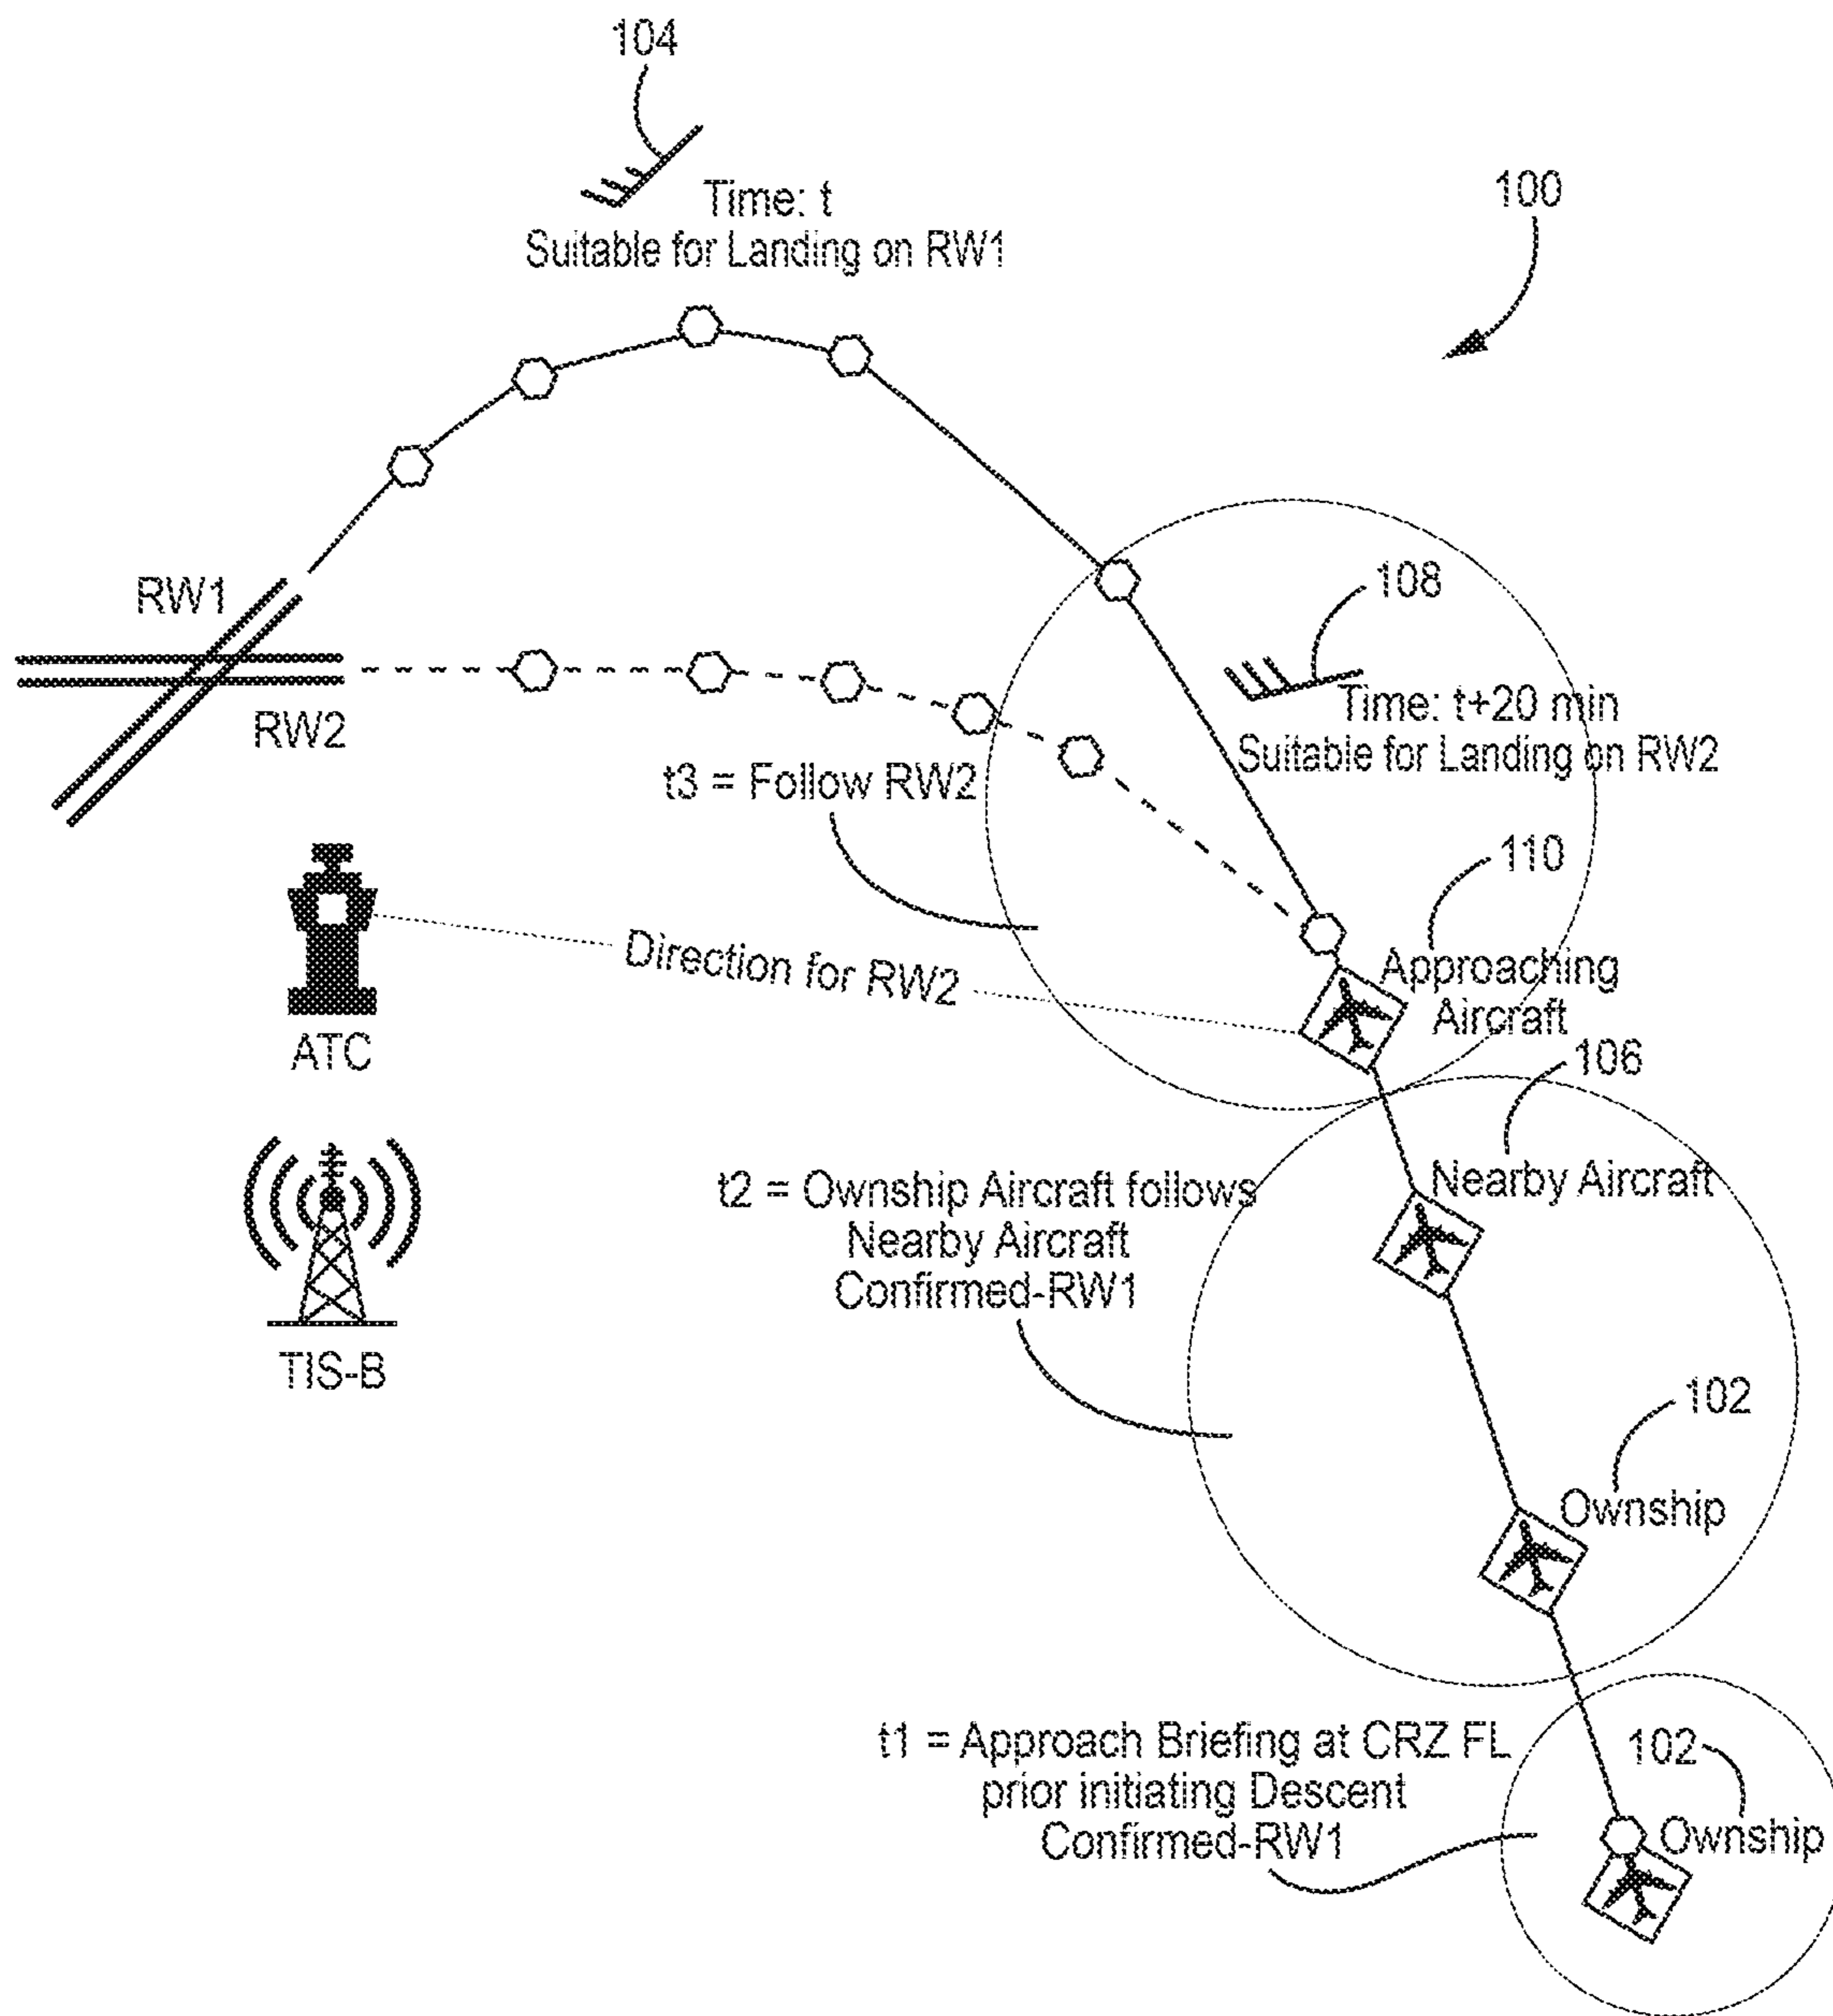 104
Time: t
Suitable for Landing on RW1
100
RW1
108
RW2
Time: t+20 min
Suitable for Landing on RW2
t3 = Follow RW2
110
Direction for RW2
Approaching
Aircraft
ATC
106
Nearby Aircraft
t2 = Ownship Aircraft follows
Nearby Aircraft
Confirmed-RW1
TIS-B
102
Ownship
t1 = Approach Briefing at CRZ FL
prior initiating Descent
Confirmed-RW1
102
Ownship